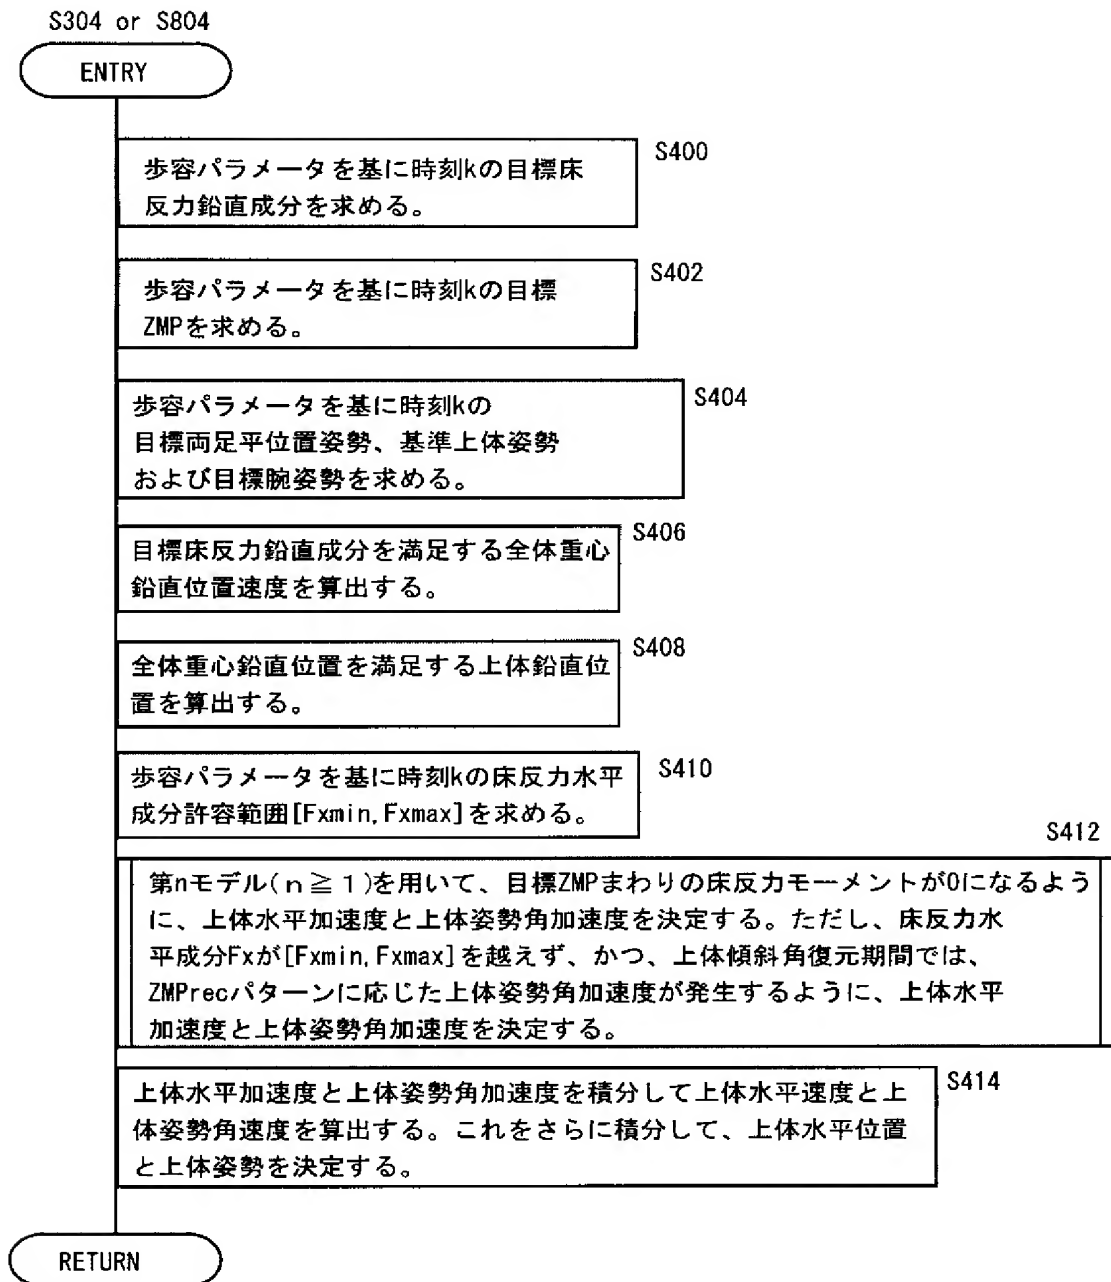 S304 or S804
ENTRY
S400
歩容パラメータを基に時刻kの目標床
反力鉛直成分を求める。
S402
歩容パラメータを基に時刻kの目標
ZMPを求める。
S404
歩容パラメータを基に時刻kの
目標両足平位置姿勢、基準上体姿勢
および目標腕姿勢を求める。
S406
目標床反力鉛直成分を満足する全体重心
鉛直位置速度を算出する。
S408
全体重心鉛直位置を満足する上体鉛直位
置を算出する。
S410
歩容パラメータを基に時刻kの床反力水平
成分許容範囲[Fxmin,Fxmax]を求める。
S412
第nモデル(n≧1)を用いて、目標ZMPまわりの床反力モーメントが0になるよう
に、上体水平加速度と上体姿勢角加速度を決定する。ただし、床反力水
平成分Fxが[Fxmin,Fxmax]を越えず、かつ、上体傾斜角復元期間では、
ZMPrecパターンに応じた上体姿勢角加速度が発生するように、上体水平
加速度と上体姿勢角加速度を決定する。
S414
上体水平加速度と上体姿勢角加速度を積分して上体水平速度と上
体姿勢角速度を算出する。これをさらに積分して、上体水平位置
と上体姿勢を決定する。
RETURN